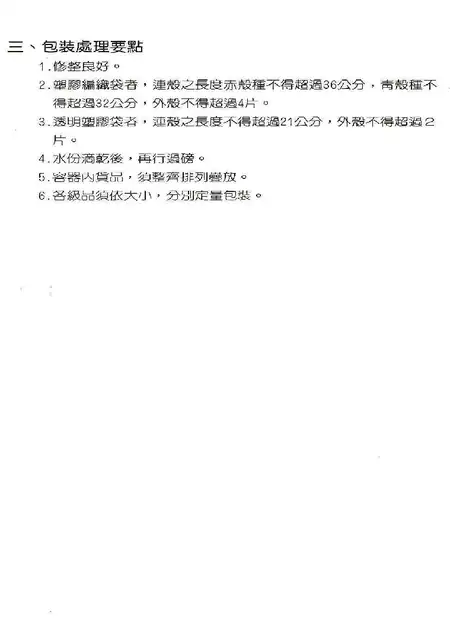 三、包裝處理要點
1.修整良好。
2.塑膠編織袋者，連殼之長度赤殼種不得超過36公分，青殼種不
得超過32公分，外殼不得超過4片。
3.透明塑膠袋者，連殼之長度不得超過21公分，外殼不得超過2
片。
4.水份滴乾後，再行過磅。
5.容器內貨品，須整齊排列疊放。
6.各級品須依大小，分別定量包裝。